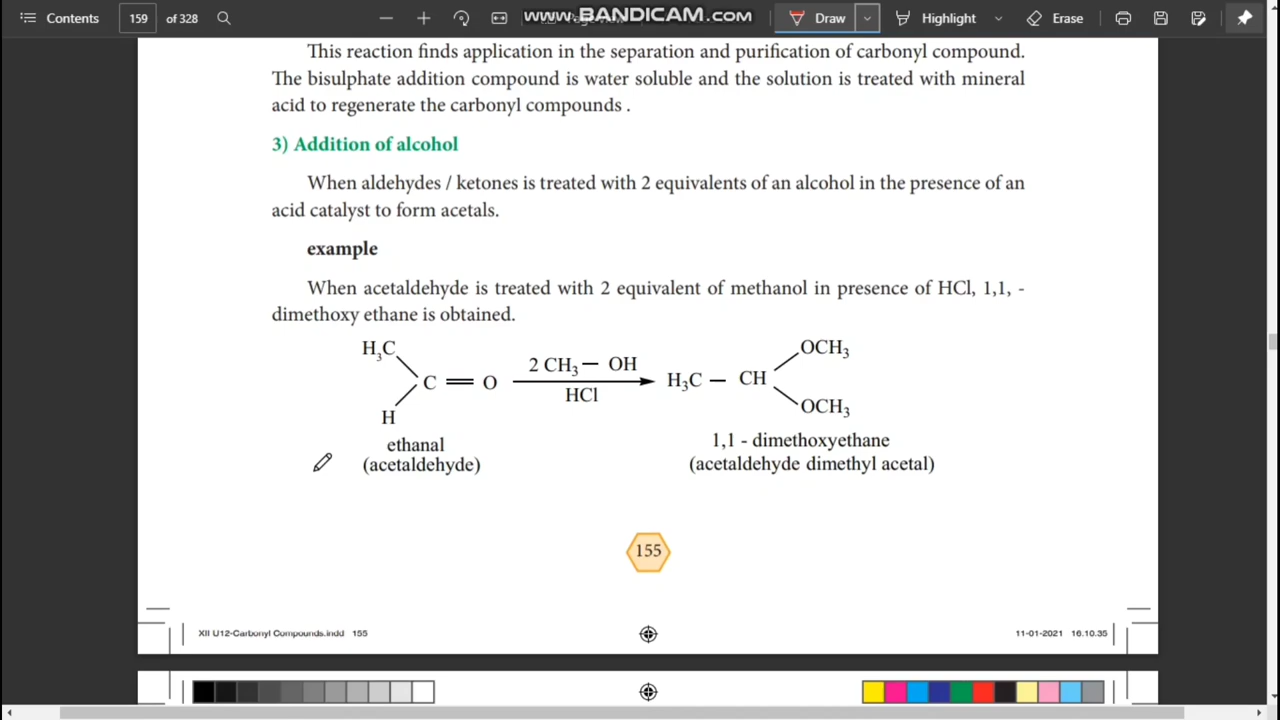 Contents 159 of 328 WWW.BANDICAM.COM Draw Highlight Erase
This reaction finds application in the separation and purification of carbonyl compound.
The bisulphate addition compound is water soluble and the solution is treated with mineral
acid to regenerate the carbonyl compounds .
3) Addition of alcohol
When aldehydes / ketones is treated with 2 equivalents of an alcohol in the presence of an
acid catalyst to form acetals.
example
When acetaldehyde is treated with 2 equivalent of methanol in presence of HCl, 1,1, -
dimethoxy ethane is obtained.
H₃C OCH₃
2 CH₃ — OH
C = O H₃C — CH
HCl
H OCH₃
ethanal 1,1 - dimethoxyethane
(acetaldehyde) (acetaldehyde dimethyl acetal)
155
XII U12-Carbonyl Compounds.indd 155 11-01-2021 16.10.35